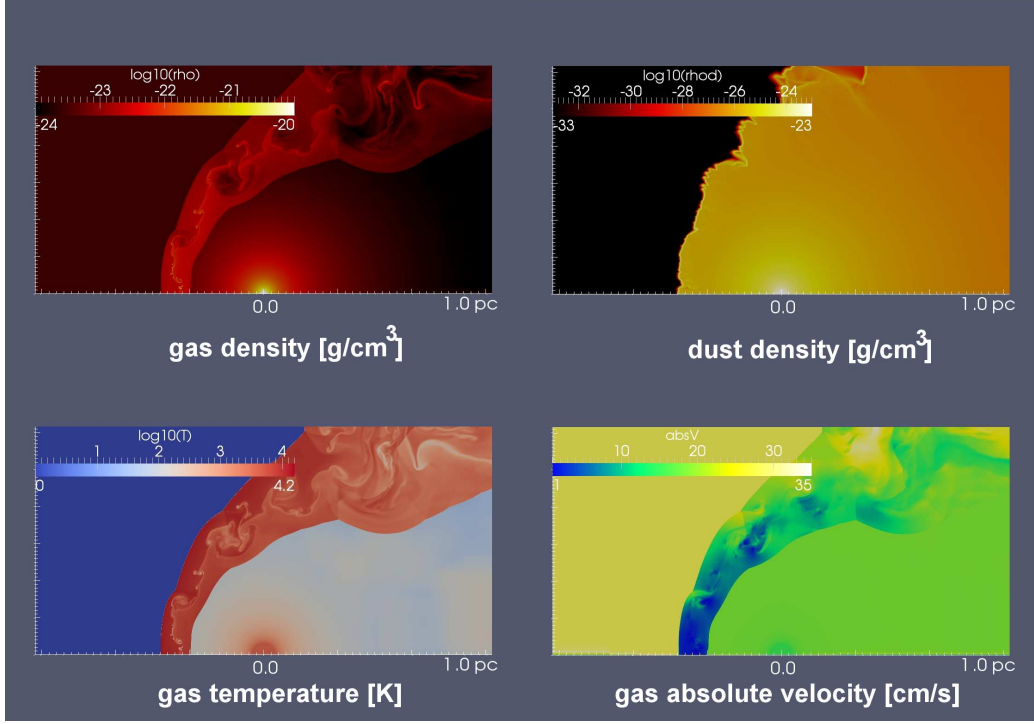 log10(rho)
-23 -22 -21
-24 -20
0.0 1.0 pc
gas density [g/cm³]
log10(rhod)
-32 -30 -28 -26 -24
-33 -23
0.0 1.0 pc
dust density [g/cm³]
log10(T)
1 2 3 4
0 4.2
0.0 1.0 pc
gas temperature [K]
absV
10 20 30
1 35
0.0 1.0 pc
gas absolute velocity [cm/s]